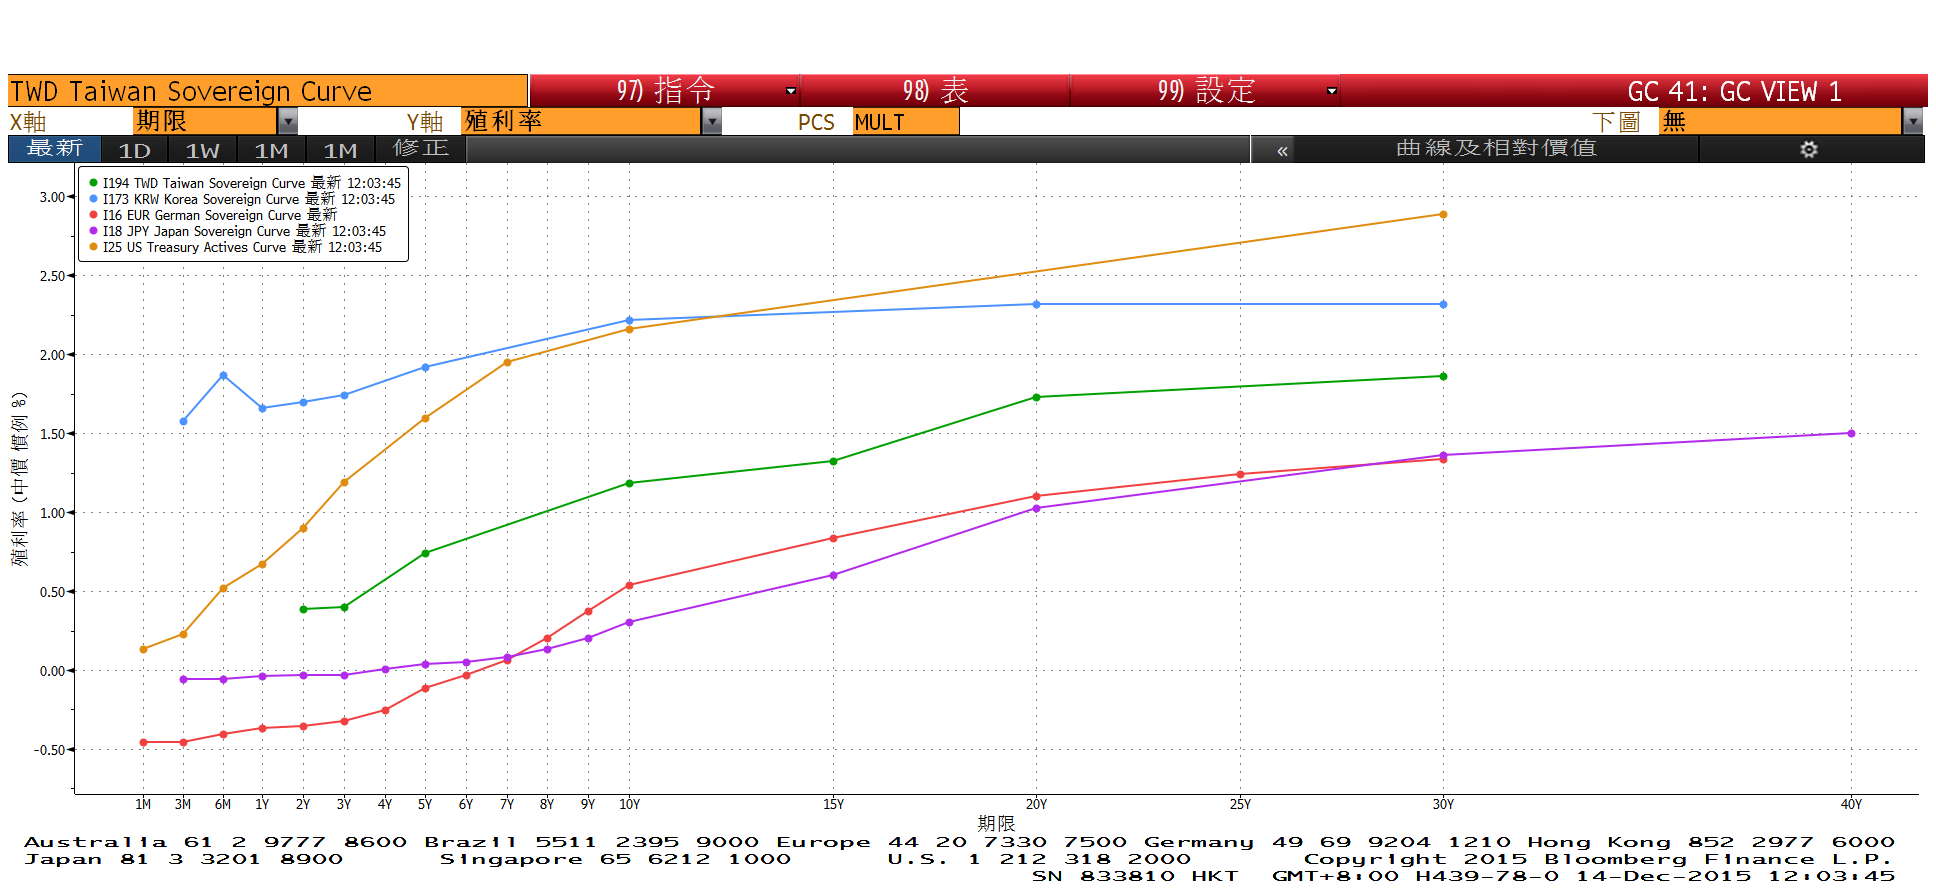 TWD Taiwan Sovereign Curve 97) 指令 98) 表 99) 設定 GC 41: GC VIEW 1
X軸 期限 Y軸 殖利率 PCS MULT 下圖 無
最新 1D 1W 1M 1M 修正 « 曲線及相對價值
I194 TWD Taiwan Sovereign Curve 最新 12:03:45
I173 KRW Korea Sovereign Curve 最新 12:03:45
I16 EUR German Sovereign Curve 最新
I18 JPY Japan Sovereign Curve 最新 12:03:45
I25 US Treasury Actives Curve 最新 12:03:45
3.00
2.50
2.00
1.50
1.00
0.50
0.00
-0.50
殖利率 (中價 慣例 %)
1M 3M 6M 1Y 2Y 3Y 4Y 5Y 6Y 7Y 8Y 9Y 10Y 15Y 20Y 25Y 30Y 40Y
期限
Australia 61 2 9777 8600 Brazil 5511 2395 9000 Europe 44 20 7330 7500 Germany 49 69 9204 1210 Hong Kong 852 2977 6000
Japan 81 3 3201 8900 Singapore 65 6212 1000 U.S. 1 212 318 2000 Copyright 2015 Bloomberg Finance L.P.
SN 833810 HKT GMT+8:00 H439-78-0 14-Dec-2015 12:03:45